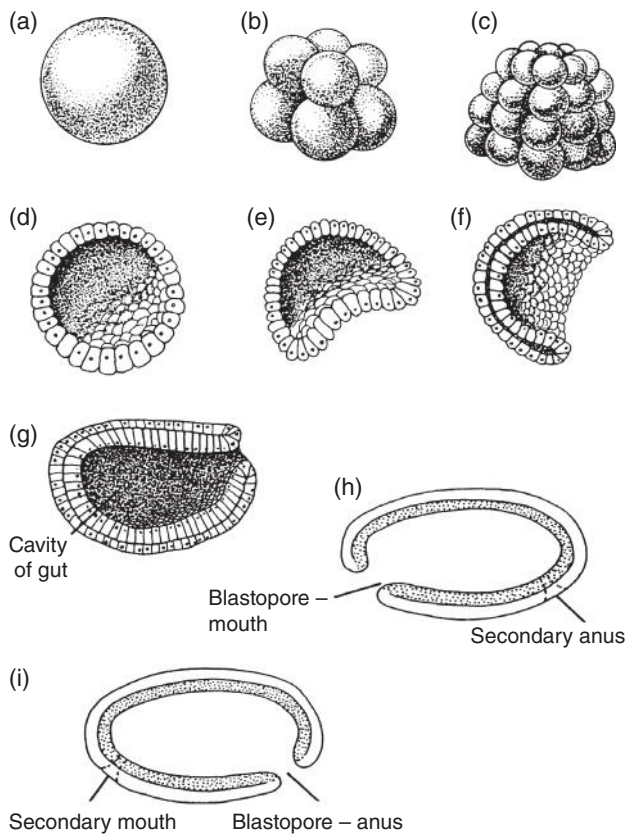 (a)
(b)
(c)
(d)
(e)
(f)
(g)
Cavity
of gut
(h)
Blastopore –
mouth
Secondary anus
(i)
Secondary mouth
Blastopore – anus